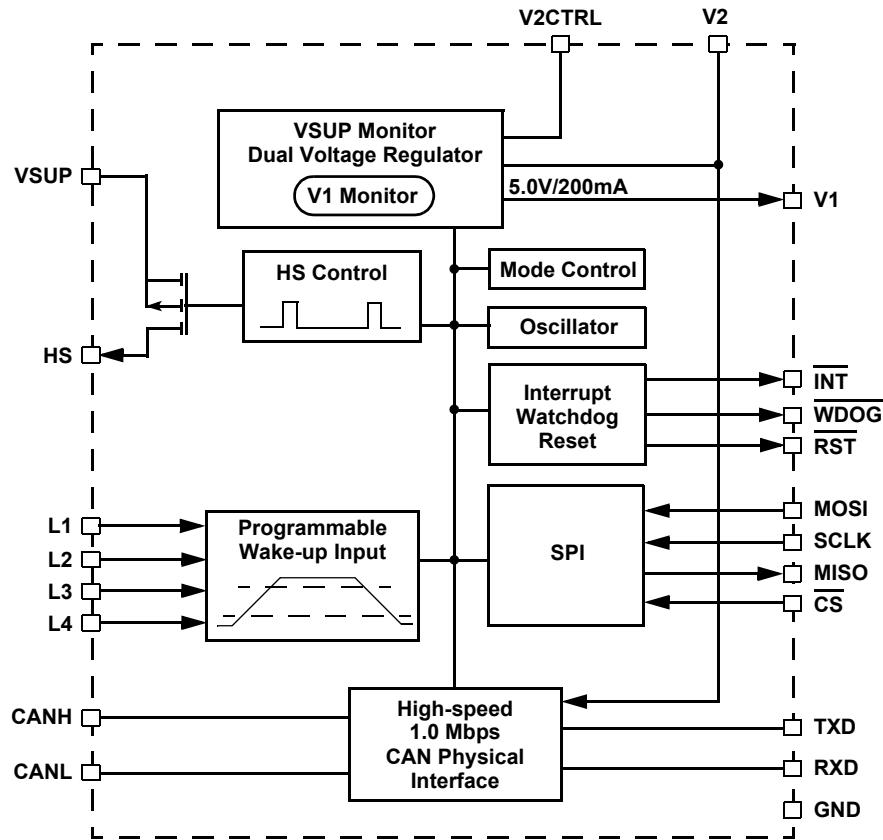 V2CTRL
V2
VSUP Monitor
Dual Voltage Regulator
V1 Monitor
VSUP
5.0V/200mA
V1
HS Control
Mode Control
Oscillator
HS
Interrupt
Watchdog
Reset
INT
WDOG
RST
L1
L2
L3
L4
Programmable
Wake-up Input
SPI
MOSI
SCLK
MISO
CS
CANH
CANL
High-speed
1.0 Mbps
CAN Physical
Interface
TXD
RXD
GND